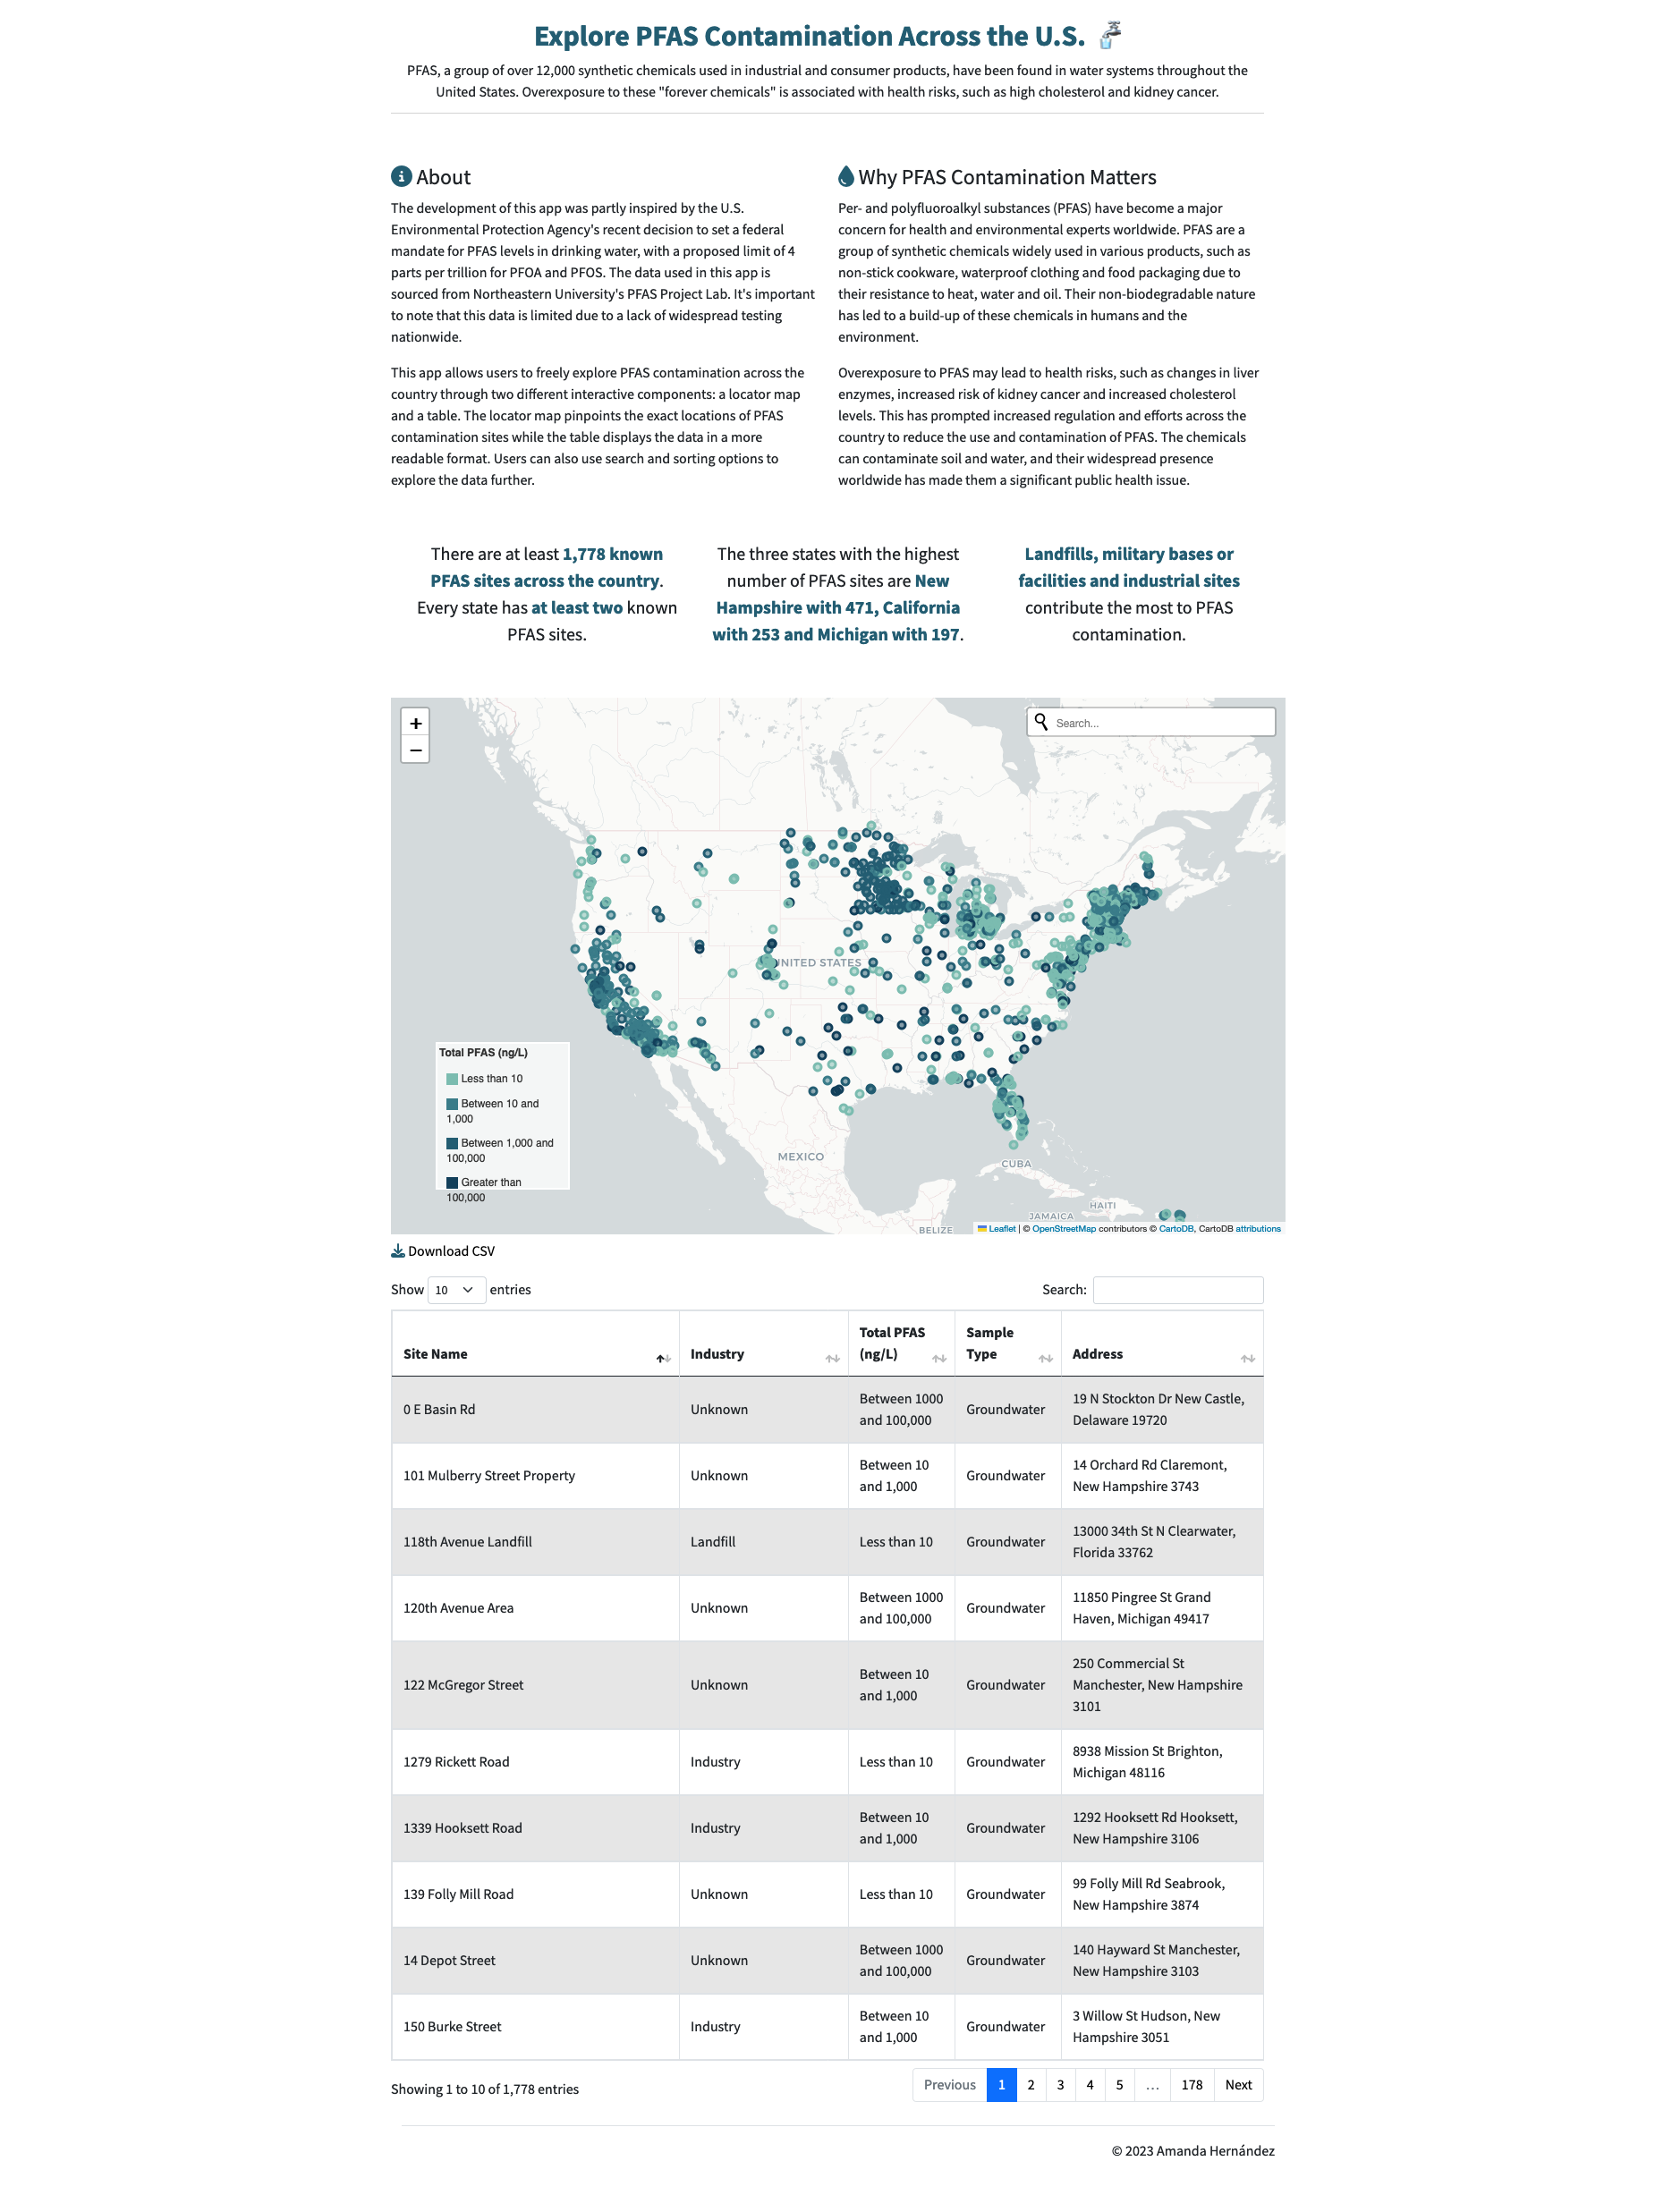 Explore PFAS Contamination Across the U.S.
PFAS, a group of over 12,000 synthetic chemicals used in industrial and consumer products, have been found in water systems throughout the
United States. Overexposure to these "forever chemicals" is associated with health risks, such as high cholesterol and kidney cancer.
About
The development of this app was partly inspired by the U.S.
Environmental Protection Agency's recent decision to set a federal
mandate for PFAS levels in drinking water, with a proposed limit of 4
parts per trillion for PFOA and PFOS. The data used in this app is
sourced from Northeastern University's PFAS Project Lab. It's important
to note that this data is limited due to a lack of widespread testing
nationwide.
This app allows users to freely explore PFAS contamination across the
country through two different interactive components: a locator map
and a table. The locator map pinpoints the exact locations of PFAS
contamination sites while the table displays the data in a more
readable format. Users can also use search and sorting options to
explore the data further.
Why PFAS Contamination Matters
Per- and polyfluoroalkyl substances (PFAS) have become a major
concern for health and environmental experts worldwide. PFAS are a
group of synthetic chemicals widely used in various products, such as
non-stick cookware, waterproof clothing and food packaging due to
their resistance to heat, water and oil. Their non-biodegradable nature
has led to a build-up of these chemicals in humans and the
environment.
Overexposure to PFAS may lead to health risks, such as changes in liver
enzymes, increased risk of kidney cancer and increased cholesterol
levels. This has prompted increased regulation and efforts across the
country to reduce the use and contamination of PFAS. The chemicals
can contaminate soil and water, and their widespread presence
worldwide has made them a significant public health issue.
There are at least 1,778 known
PFAS sites across the country.
Every state has at least two known
PFAS sites.
The three states with the highest
number of PFAS sites are New
Hampshire with 471, California
with 253 and Michigan with 197.
Landfills, military bases or
facilities and industrial sites
contribute the most to PFAS
contamination.
+
−
Search...
UNITED STATES
Total PFAS (ng/L)
Less than 10
Between 10 and
1,000
Between 1,000 and
100,000
Greater than
100,000
MEXICO
CUBA
HAITI
JAMAICA
BELIZE
Leaflet | © OpenStreetMap contributors © CartoDB, CartoDB attributions
Download CSV
Show 10 entries
Search:
Site Name Industry Total PFAS (ng/L) Sample Type Address
0 E Basin Rd Unknown Between 1000 and 100,000 Groundwater 19 N Stockton Dr New Castle, Delaware 19720
101 Mulberry Street Property Unknown Between 10 and 1,000 Groundwater 14 Orchard Rd Claremont, New Hampshire 3743
118th Avenue Landfill Landfill Less than 10 Groundwater 13000 34th St N Clearwater, Florida 33762
120th Avenue Area Unknown Between 1000 and 100,000 Groundwater 11850 Pingree St Grand Haven, Michigan 49417
122 McGregor Street Unknown Between 10 and 1,000 Groundwater 250 Commercial St Manchester, New Hampshire 3101
1279 Rickett Road Industry Less than 10 Groundwater 8938 Mission St Brighton, Michigan 48116
1339 Hooksett Road Industry Between 10 and 1,000 Groundwater 1292 Hooksett Rd Hooksett, New Hampshire 3106
139 Folly Mill Road Unknown Less than 10 Groundwater 99 Folly Mill Rd Seabrook, New Hampshire 3874
14 Depot Street Unknown Between 1000 and 100,000 Groundwater 140 Hayward St Manchester, New Hampshire 3103
150 Burke Street Industry Between 10 and 1,000 Groundwater 3 Willow St Hudson, New Hampshire 3051
Showing 1 to 10 of 1,778 entries
Previous 1 2 3 4 5 … 178 Next
© 2023 Amanda Hernández